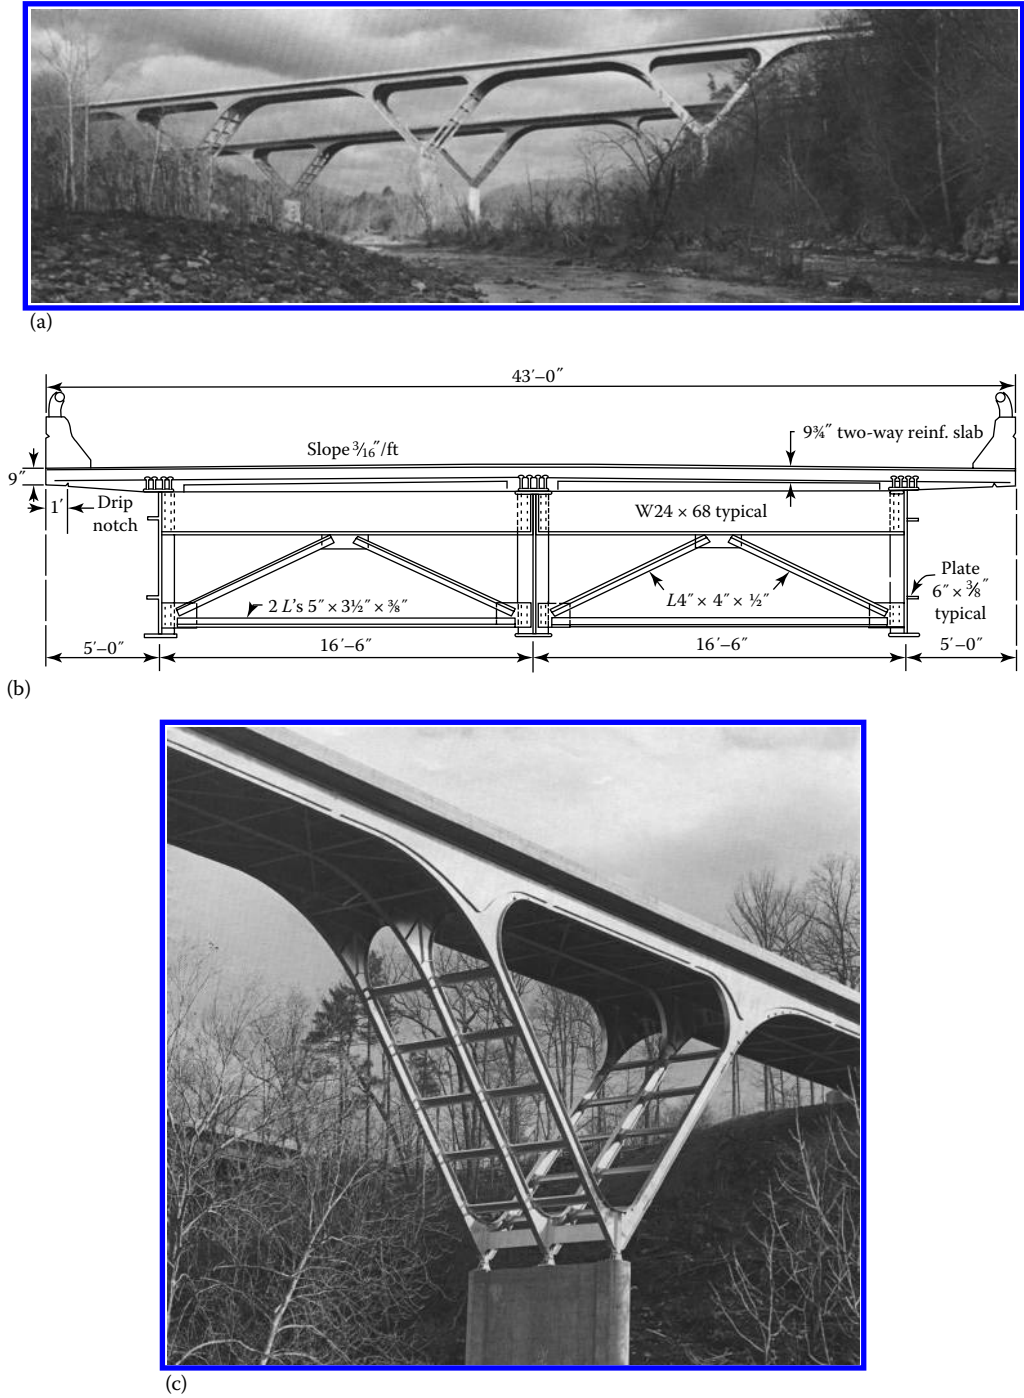 (a)
43′–0″
Slope 3⁄16″/ft
9¾″ two-way reinf. slab
9″
1′
Drip
notch
W24 × 68 typical
Plate
6″ × ⅜″
typical
2 L's 5″ × 3½″ × ⅜″
L4″ × 4″ × ½″
5′–0″
16′–6″
16′–6″
5′–0″
(b)
(c)